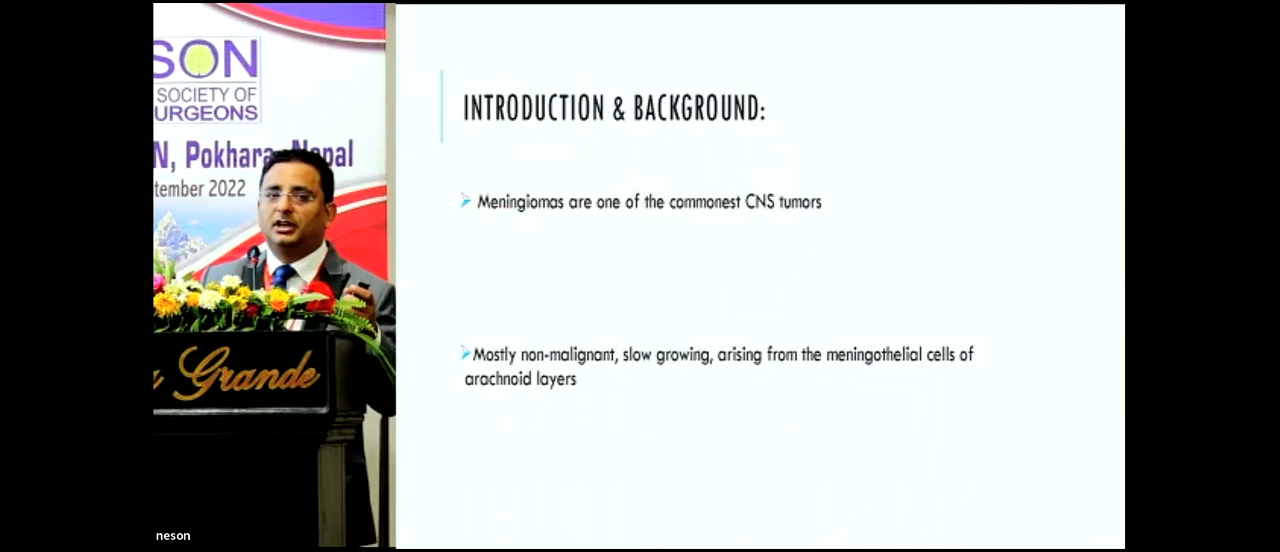 SON
SOCIETY OF
URGEONS
N, Pokhara, Nepal
tember 2022
Grande
neson
INTRODUCTION & BACKGROUND:
Meningiomas are one of the commonest CNS tumors
Mostly non-malignant, slow growing, arising from the meningothelial cells of
arachnoid layers